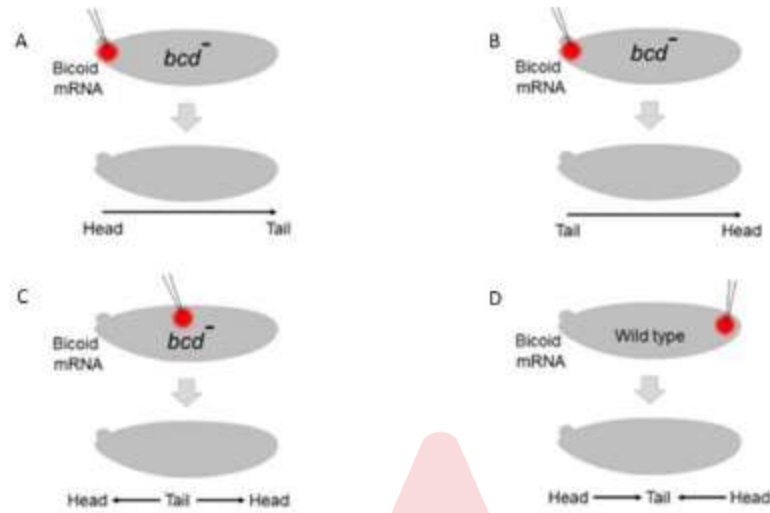 A
bcd-
Bicoid
mRNA
Head Tail
B
bcd-
Bicoid
mRNA
Tail Head
C
bcd-
Bicoid
mRNA
Head Tail Head
D
Wild type
Bicoid
mRNA
Head Tail Head